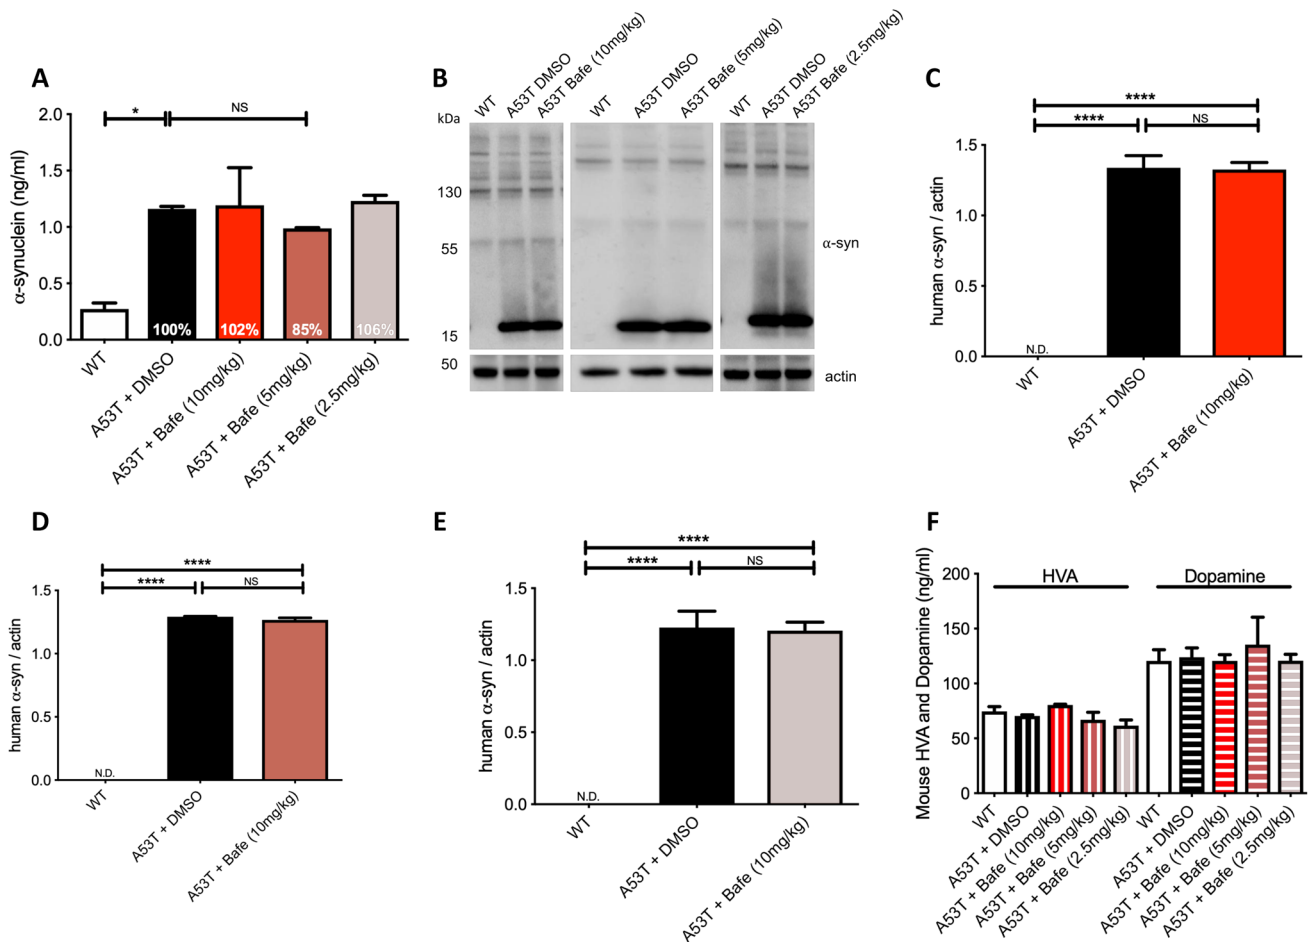 A
*
NS
α-synuclein (ng/ml)
2.0
1.5
1.0
0.5
0.0
100%
102%
85%
106%
WT
A53T + DMSO
A53T + Bafe (10mg/kg)
A53T + Bafe (5mg/kg)
A53T + Bafe (2.5mg/kg)
B
WT
A53T DMSO
A53T Bafe (10mg/kg)
WT
A53T DMSO
A53T Bafe (5mg/kg)
WT
A53T DMSO
A53T Bafe (2.5mg/kg)
kDa
130
55
15
50
α-syn
actin
C
****
****
NS
human α-syn / actin
1.5
1.0
0.5
0.0
N.D.
WT
A53T + DMSO
A53T + Bafe (10mg/kg)
D
****
****
NS
human α-syn / actin
1.5
1.0
0.5
0.0
N.D.
WT
A53T + DMSO
A53T + Bafe (10mg/kg)
E
****
****
NS
human α-syn / actin
1.5
1.0
0.5
0.0
N.D.
WT
A53T + DMSO
A53T + Bafe (10mg/kg)
F
Mouse HVA and Dopamine (ng/ml)
200
150
100
50
0
HVA
Dopamine
WT
A53T + DMSO
A53T + Bafe (10mg/kg)
A53T + Bafe (5mg/kg)
A53T + Bafe (2.5mg/kg)
WT
A53T + DMSO
A53T + Bafe (10mg/kg)
A53T + Bafe (5mg/kg)
A53T + Bafe (2.5mg/kg)